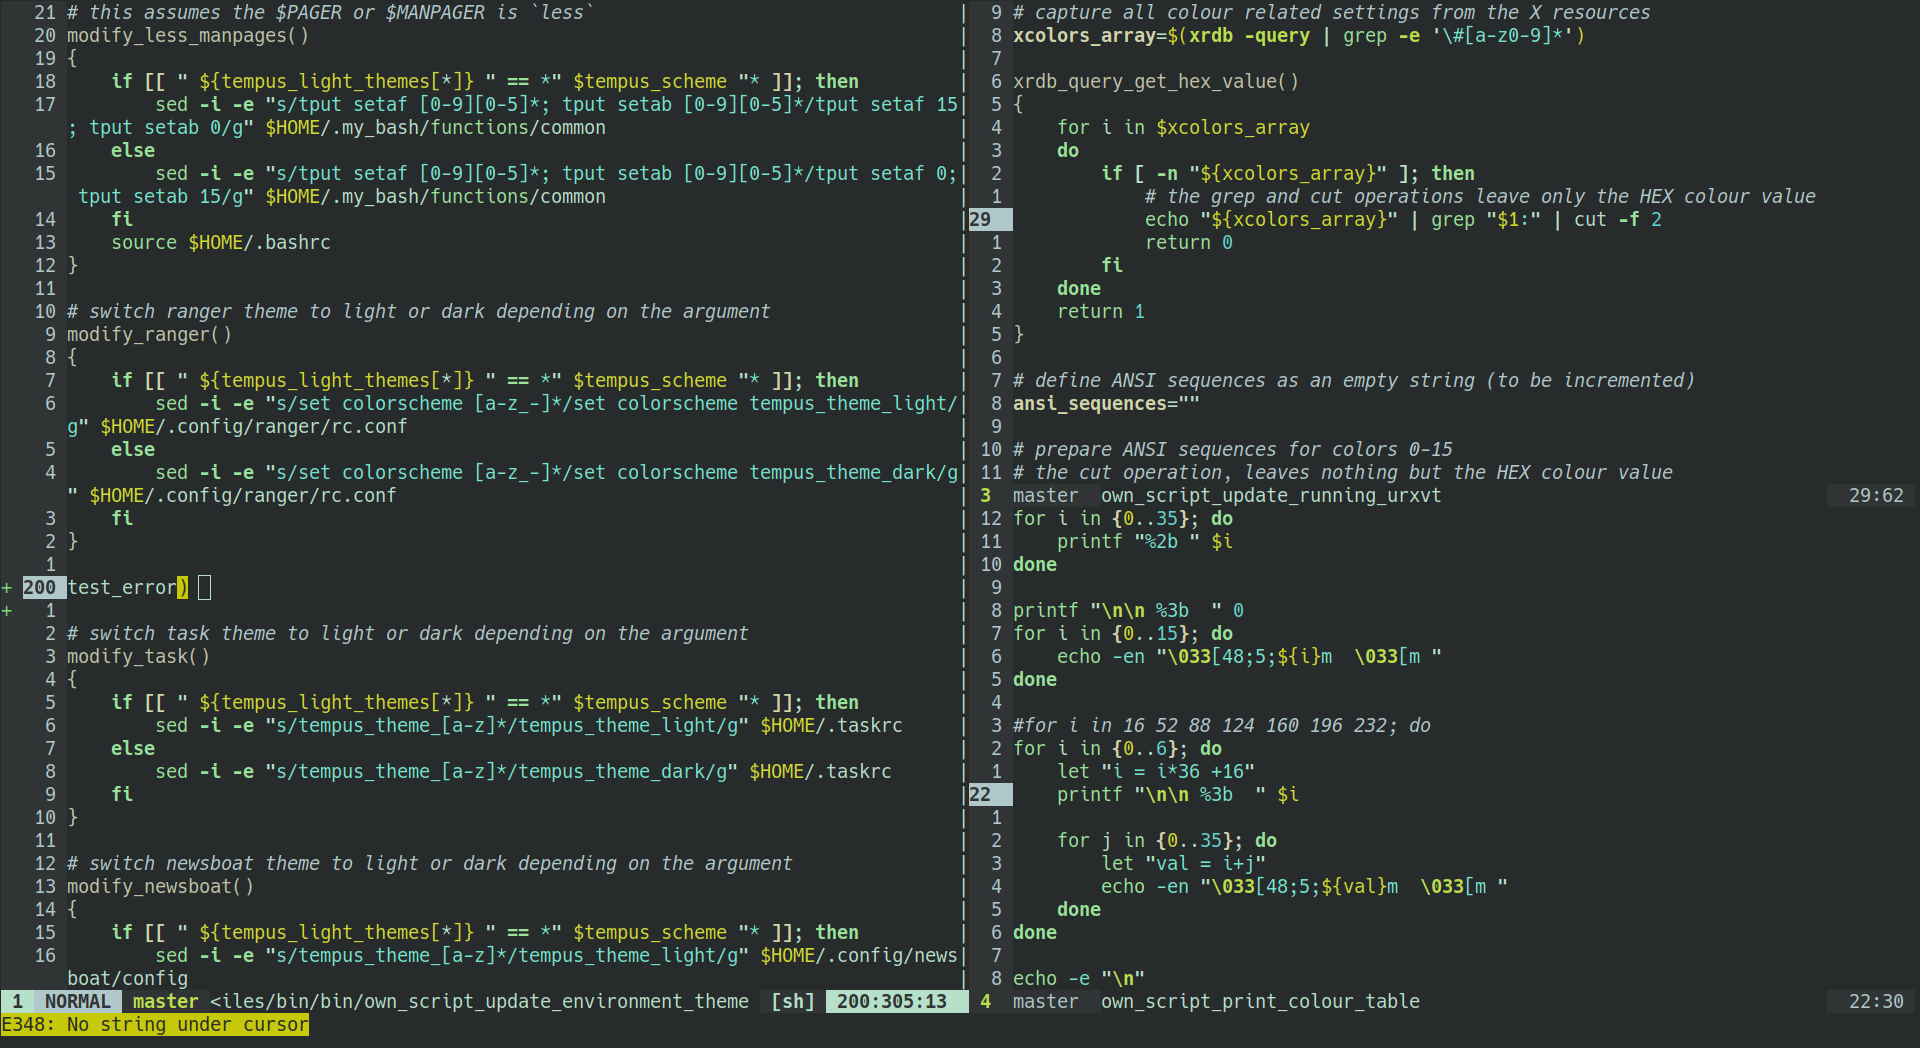 21 # this assumes the $PAGER or $MANPAGER is `less`
20 modify_less_manpages()
19 {
18     if [[ " ${tempus_light_themes[*]} " == *" $tempus_scheme "* ]]; then
17         sed -i -e "s/tput setaf [0-9][0-5]*; tput setab [0-9][0-5]*/tput setaf 15
; tput setab 0/g" $HOME/.my_bash/functions/common
16     else
15         sed -i -e "s/tput setaf [0-9][0-5]*; tput setab [0-9][0-5]*/tput setaf 0;
 tput setab 15/g" $HOME/.my_bash/functions/common
14     fi
13     source $HOME/.bashrc
12 }
11
10 # switch ranger theme to light or dark depending on the argument
9 modify_ranger()
8 {
7     if [[ " ${tempus_light_themes[*]} " == *" $tempus_scheme "* ]]; then
6         sed -i -e "s/set colorscheme [a-z_-]*/set colorscheme tempus_theme_light/
g" $HOME/.config/ranger/rc.conf
5     else
4         sed -i -e "s/set colorscheme [a-z_-]*/set colorscheme tempus_theme_dark/g
" $HOME/.config/ranger/rc.conf
3     fi
2 }
1
+ 200 test_error)
+ 1
2 # switch task theme to light or dark depending on the argument
3 modify_task()
4 {
5     if [[ " ${tempus_light_themes[*]} " == *" $tempus_scheme "* ]]; then
6         sed -i -e "s/tempus_theme_[a-z]*/tempus_theme_light/g" $HOME/.taskrc
7     else
8         sed -i -e "s/tempus_theme_[a-z]*/tempus_theme_dark/g" $HOME/.taskrc
9     fi
10 }
11
12 # switch newsboat theme to light or dark depending on the argument
13 modify_newsboat()
14 {
15     if [[ " ${tempus_light_themes[*]} " == *" $tempus_scheme "* ]]; then
16         sed -i -e "s/tempus_theme_[a-z]*/tempus_theme_light/g" $HOME/.config/news
boat/config
1 NORMAL master <iles/bin/bin/own_script_update_environment_theme [sh] 200:305:13
E348: No string under cursor
9 # capture all colour related settings from the X resources
8 xcolors_array=$(xrdb -query | grep -e '\#[a-z0-9]*')
7
6 xrdb_query_get_hex_value()
5 {
4     for i in $xcolors_array
3     do
2         if [ -n "${xcolors_array}" ]; then
1             # the grep and cut operations leave only the HEX colour value
29             echo "${xcolors_array}" | grep "$1:" | cut -f 2
1             return 0
2         fi
3     done
4     return 1
5 }
6
7 # define ANSI sequences as an empty string (to be incremented)
8 ansi_sequences=""
9
10 # prepare ANSI sequences for colors 0-15
11 # the cut operation, leaves nothing but the HEX colour value
3 master own_script_update_running_urxvt 29:62
12 for i in {0..35}; do
11     printf "%2b " $i
10 done
9
8 printf "\n\n %3b  " 0
7 for i in {0..15}; do
6     echo -en "\033[48;5;${i}m  \033[m "
5 done
4
3 #for i in 16 52 88 124 160 196 232; do
2 for i in {0..6}; do
1     let "i = i*36 +16"
22     printf "\n\n %3b  " $i
1
2     for j in {0..35}; do
3         let "val = i+j"
4         echo -en "\033[48;5;${val}m  \033[m "
5     done
6 done
7
8 echo -e "\n"
4 master own_script_print_colour_table 22:30